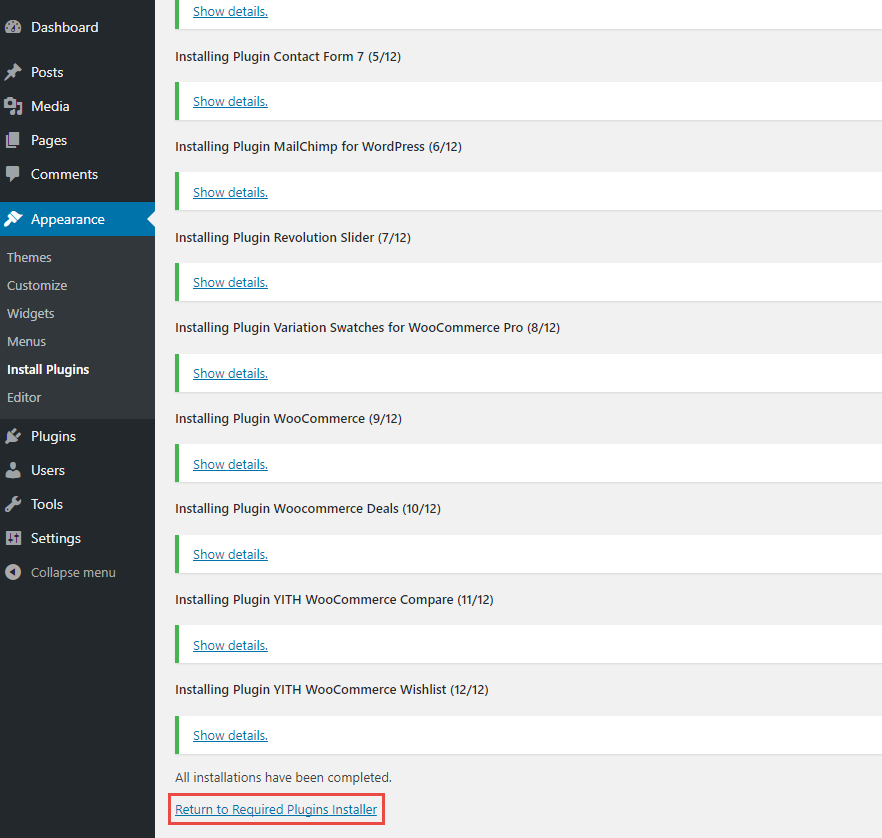 Dashboard
Posts
Media
Pages
Comments
Appearance
Themes
Customize
Widgets
Menus
Install Plugins
Editor
Plugins
Users
Tools
Settings
Collapse menu
Show details.
Installing Plugin Contact Form 7 (5/12)
Show details.
Installing Plugin MailChimp for WordPress (6/12)
Show details.
Installing Plugin Revolution Slider (7/12)
Show details.
Installing Plugin Variation Swatches for WooCommerce Pro (8/12)
Show details.
Installing Plugin WooCommerce (9/12)
Show details.
Installing Plugin Woocommerce Deals (10/12)
Show details.
Installing Plugin YITH WooCommerce Compare (11/12)
Show details.
Installing Plugin YITH WooCommerce Wishlist (12/12)
Show details.
All installations have been completed.
Return to Required Plugins Installer